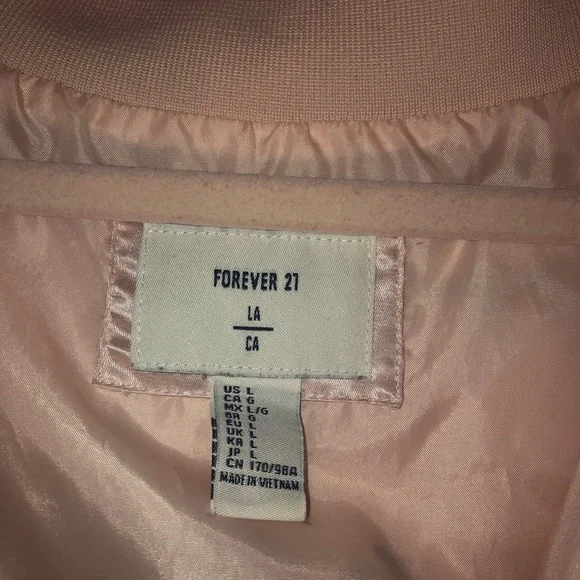 FOREVER 21
LA
CA
US L
CA G
MX L/G
BR G
EU L
UK L
KR L
JP L
CN 170/98A
MADE IN VIETNAM